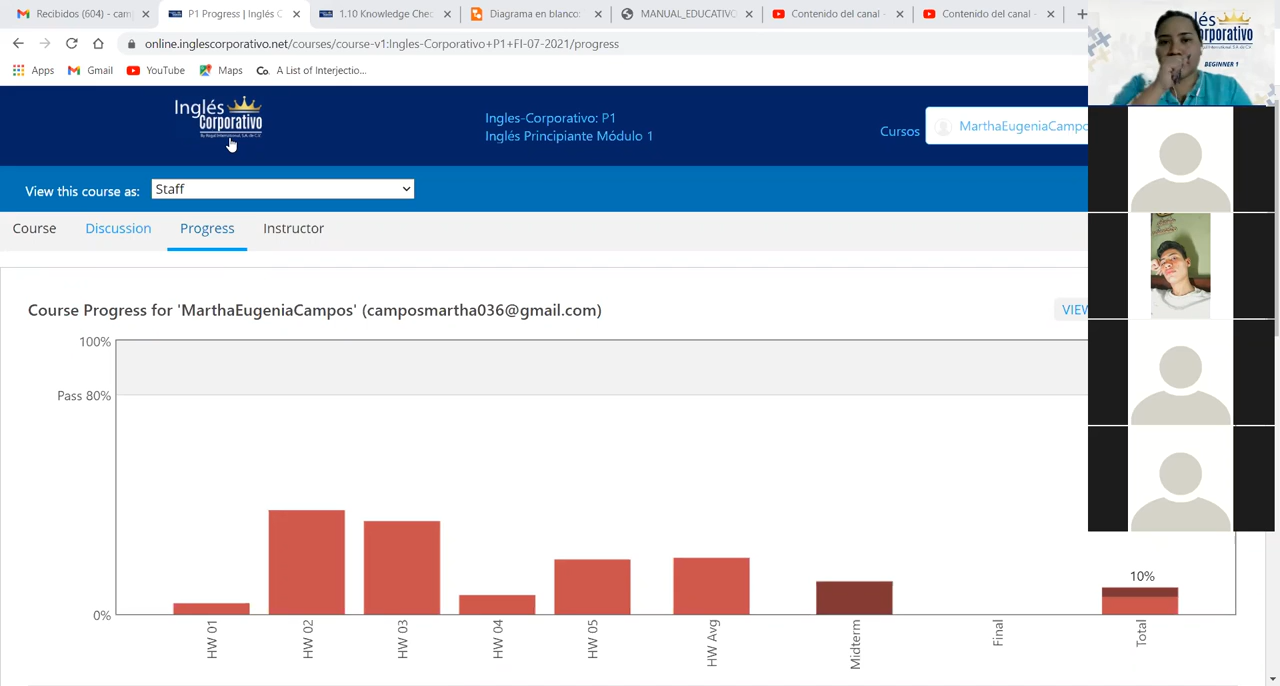 Recibidos (604) - cam
P1 Progress | Inglés C
1.10 Knowledge Chec
Diagrama en blanco:
MANUAL_EDUCATIVO
Contenido del canal -
Contenido del canal -
online.inglescorporativo.net/courses/course-v1:Ingles-Corporativo+P1+FI-07-2021/progress
Apps
Gmail
YouTube
Maps
Co.
A List of Interjectio...
Inglés
Corporativo
Ingles-Corporativo: P1
Inglés Principiante Módulo 1
Cursos
MarthaEugeniaCampo
View this course as:
Staff
Course
Discussion
Progress
Instructor
Course Progress for 'MarthaEugeniaCampos' (camposmartha036@gmail.com)
VIEW
100%
Pass 80%
0%
10%
HW 01
HW 02
HW 03
HW 04
HW 05
HW Avg
Midterm
Final
Total
lés
orporativo
BEGINNER 1